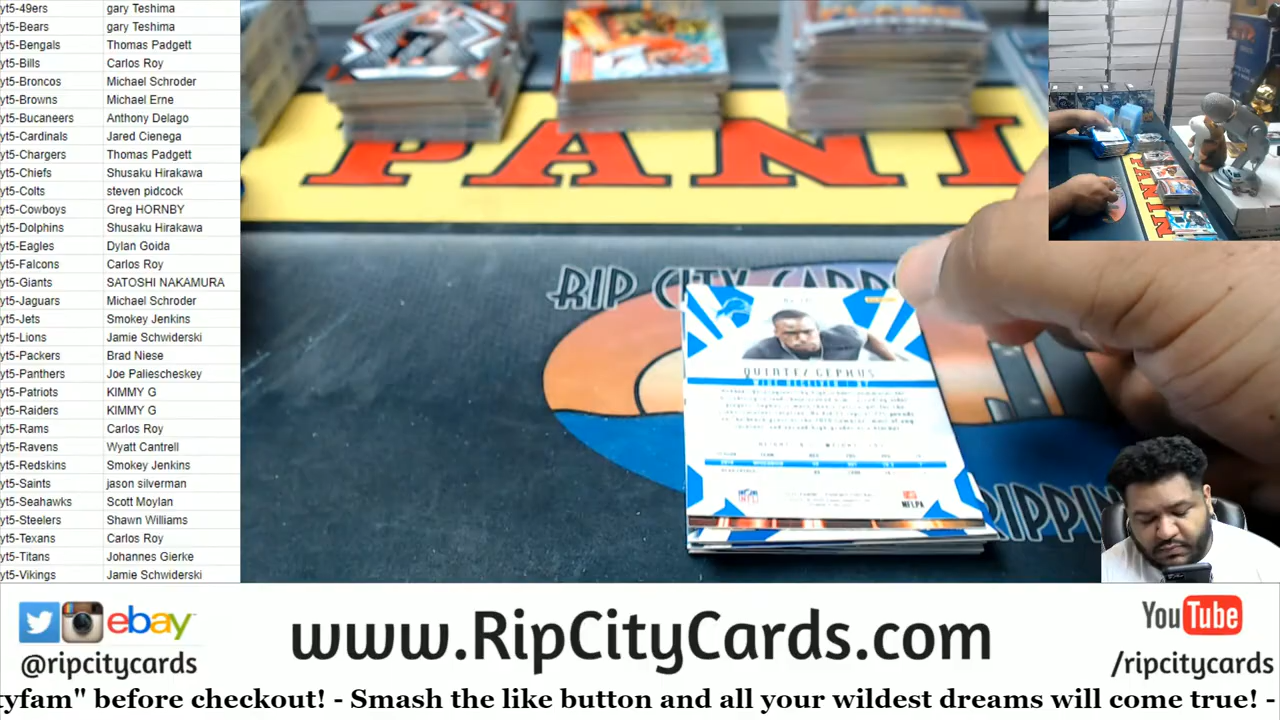 yt5-49ers gary Teshima
yt5-Bears gary Teshima
yt5-Bengals Thomas Padgett
yt5-Bills Carlos Roy
yt5-Broncos Michael Schroder
yt5-Browns Michael Erne
yt5-Bucaneers Anthony Delago
yt5-Cardinals Jared Cienega
yt5-Chargers Thomas Padgett
yt5-Chiefs Shusaku Hirakawa
yt5-Colts steven pidcock
yt5-Cowboys Greg HORNBY
yt5-Dolphins Shusaku Hirakawa
yt5-Eagles Dylan Goida
yt5-Falcons Carlos Roy
yt5-Giants SATOSHI NAKAMURA
yt5-Jaguars Michael Schroder
yt5-Jets Smokey Jenkins
yt5-Lions Jamie Schwiderski
yt5-Packers Brad Niese
yt5-Panthers Joe Paliescheskey
yt5-Patriots KIMMY G
yt5-Raiders KIMMY G
yt5-Rams Carlos Roy
yt5-Ravens Wyatt Cantu
yt5-Redskins Smokey Jenkins
yt5-Saints jason silverman
yt5-Seahawks Scott Moylan
yt5-Steelers Shawn Williams
yt5-Texans Carlos Roy
yt5-Titans Johannes Gierke
yt5-Vikings Jamie Schwiderski
PANI
RIP CITY CARDS
QUINTEZ CEPHUS
WIDE RECEIVER | 87
NFL
NFLPA
RIPPI
PANINI
ebay
@ripcitycards
www.RipCityCards.com
YouTube
/ripcitycards
tyfam" before checkout! - Smash the like button and all your wildest dreams will come true! -